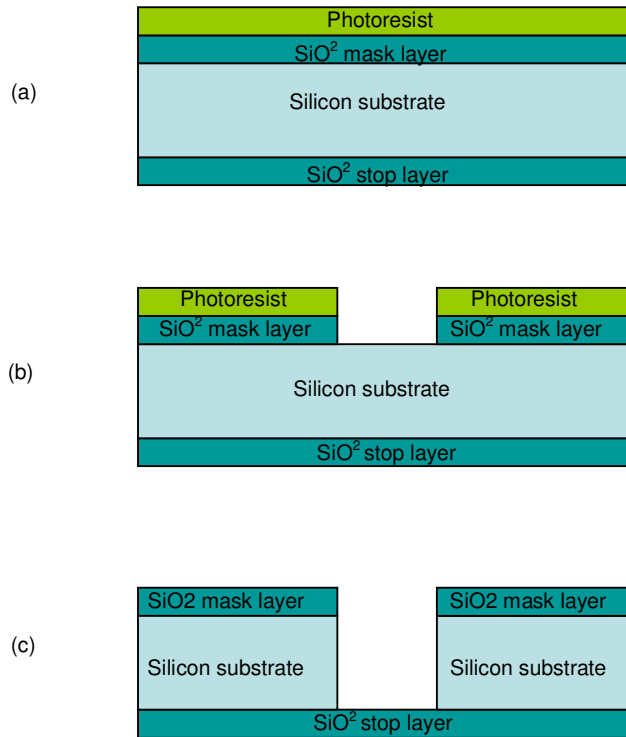 Photoresist
SiO² mask layer
(a)
Silicon substrate
SiO² stop layer
Photoresist Photoresist
SiO² mask layer SiO² mask layer
(b)
Silicon substrate
SiO² stop layer
SiO2 mask layer SiO2 mask layer
(c)
Silicon substrate Silicon substrate
SiO² stop layer